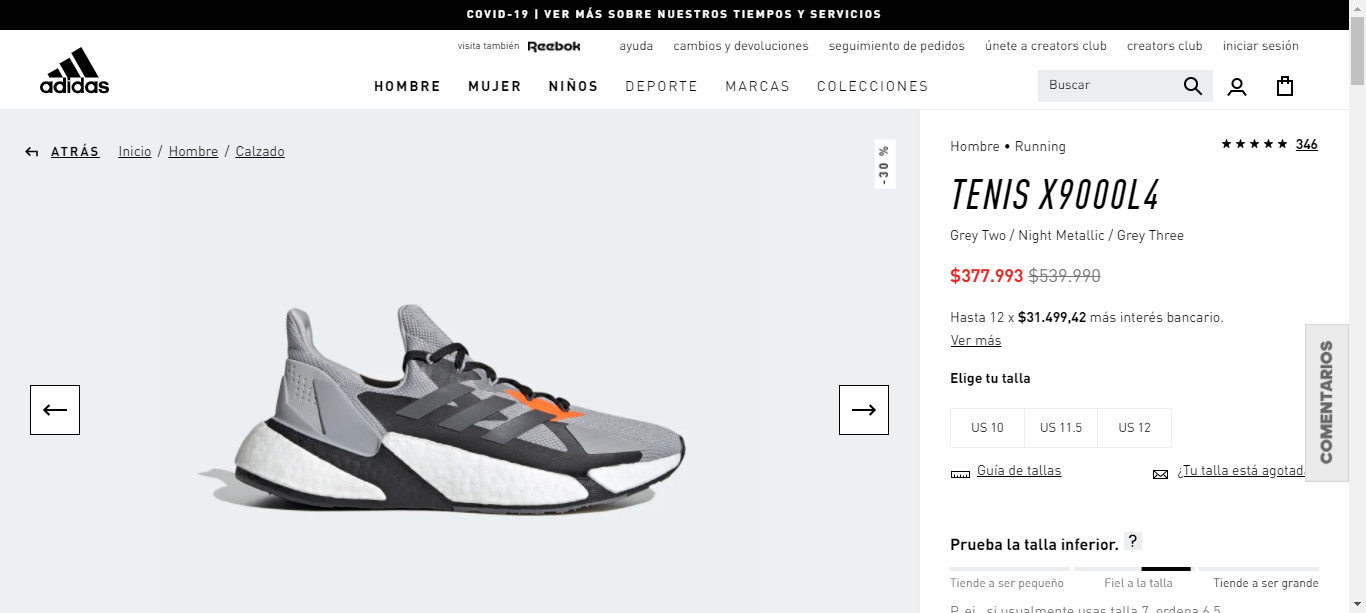 COVID-19 | VER MÁS SOBRE NUESTROS TIEMPOS Y SERVICIOS
visita también Reebok ayuda cambios y devoluciones seguimiento de pedidos únete a creators club creators club iniciar sesión
adidas
HOMBRE MUJER NIÑOS DEPORTE MARCAS COLECCIONES Buscar
ATRÁS Inicio / Hombre / Calzado
-30 %
Hombre • Running 346
TENIS X9000L4
Grey Two / Night Metallic / Grey Three
$377.993 $539.990
Hasta 12 x $31.499,42 más interés bancario.
Ver más
Elige tu talla
US 10 US 11.5 US 12
Guía de tallas ¿Tu talla está agotad
COMENTARIOS
Prueba la talla inferior. ?
Tiende a ser pequeño Fiel a la talla Tiende a ser grande
P. ej., si usualmente usas talla 7, ordena 6.5